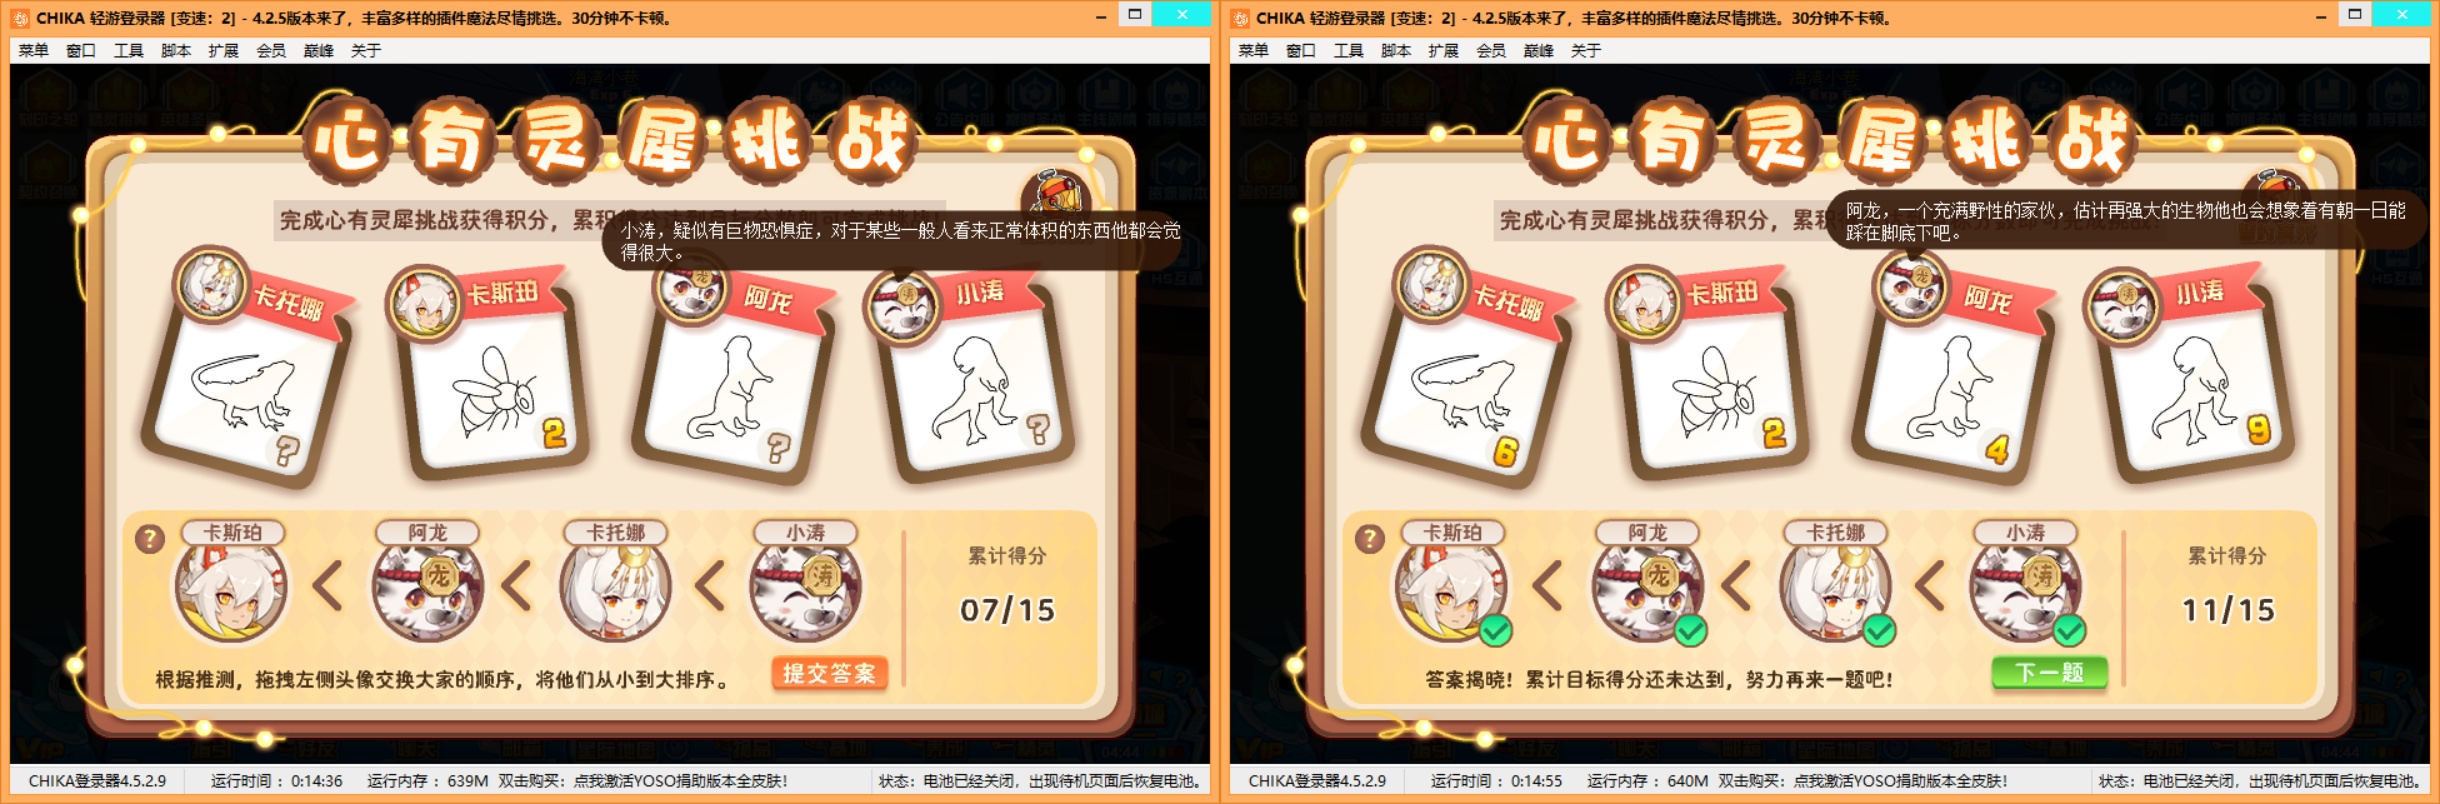 CHIKA 轻游登录器 [变速：2] - 4.2.5版本来了，丰富多样的插件魔法尽情挑选。30分钟不卡顿。
菜单 窗口 工具 脚本 扩展 会员 巅峰 关于
心有灵犀挑战
完成心有灵犀挑战获得积分，累积
小涛，疑似有巨物恐惧症，对于某些一般人看来正常体积的东西他都会觉
得很大。
卡托娜 卡斯珀 阿龙 小涛
? 2 ? ?
? 卡斯珀 < 阿龙 < 卡托娜 < 小涛
累计得分
07/15
根据推测，拖拽左侧头像交换大家的顺序，将他们从小到大排序。
提交答案
CHIKA登录器4.5.2.9 运行时间：0:14:36 运行内存：639M 双击购买：点我激活YOSO捐助版本全皮肤！ 状态：电池已经关闭，出现待机页面后恢复电池。
CHIKA 轻游登录器 [变速：2] - 4.2.5版本来了，丰富多样的插件魔法尽情挑选。30分钟不卡顿。
菜单 窗口 工具 脚本 扩展 会员 巅峰 关于
心有灵犀挑战
完成心有灵犀挑战获得积分，累积
阿龙，一个充满野性的家伙，估计再强大的生物他也会想象着有朝一日能
踩在脚底下吧。
卡托娜 卡斯珀 阿龙 小涛
6 2 4 9
? 卡斯珀 < 阿龙 < 卡托娜 < 小涛
累计得分
11/15
答案揭晓！累计目标得分还未达到，努力再来一题吧！
下一题
CHIKA登录器4.5.2.9 运行时间：0:14:55 运行内存：640M 双击购买：点我激活YOSO捐助版本全皮肤！ 状态：电池已经关闭，出现待机页面后恢复电池。